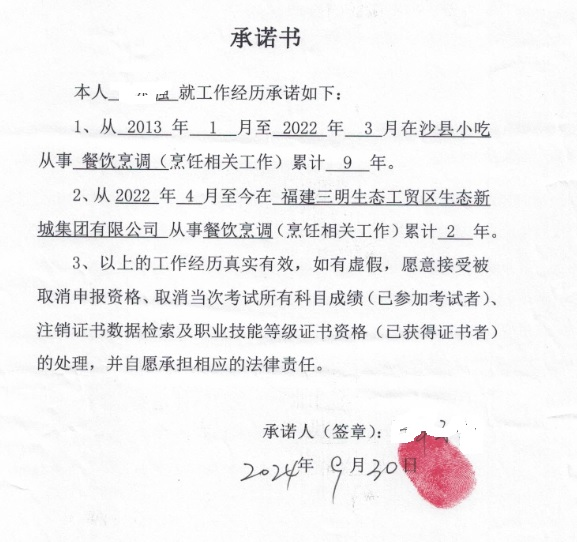 承诺书
本人 就工作经历承诺如下：
1、从 2013 年 1 月至 2022 年 3 月在沙县小吃
从事 餐饮烹调（烹饪相关工作）累计 9 年。
2、从 2022 年 4 月至今在 福建三明生态工贸区生态新
城集团有限公司 从事餐饮烹调（烹饪相关工作）累计 2 年。
3、以上的工作经历真实有效，如有虚假，愿意接受被
取消申报资格、取消当次考试所有科目成绩（已参加考试者）、
注销证书数据检索及职业技能等级证书资格（已获得证书者）
的处理，并自愿承担相应的法律责任。
承诺人（签章）：
2024年 9月30日